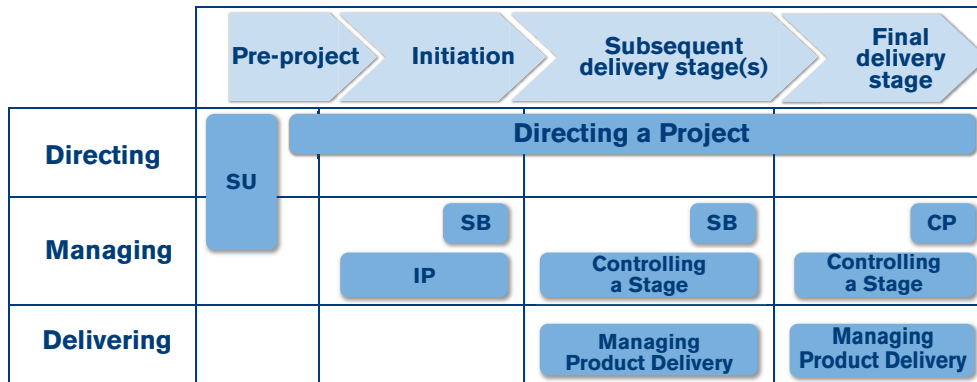 Pre-project
Initiation
Subsequent
delivery stage(s)
Final
delivery
stage
Directing
SU
Directing a Project
Managing
SB
SB
CP
IP
Controlling
a Stage
Controlling
a Stage
Delivering
Managing
Product Delivery
Managing
Product Delivery